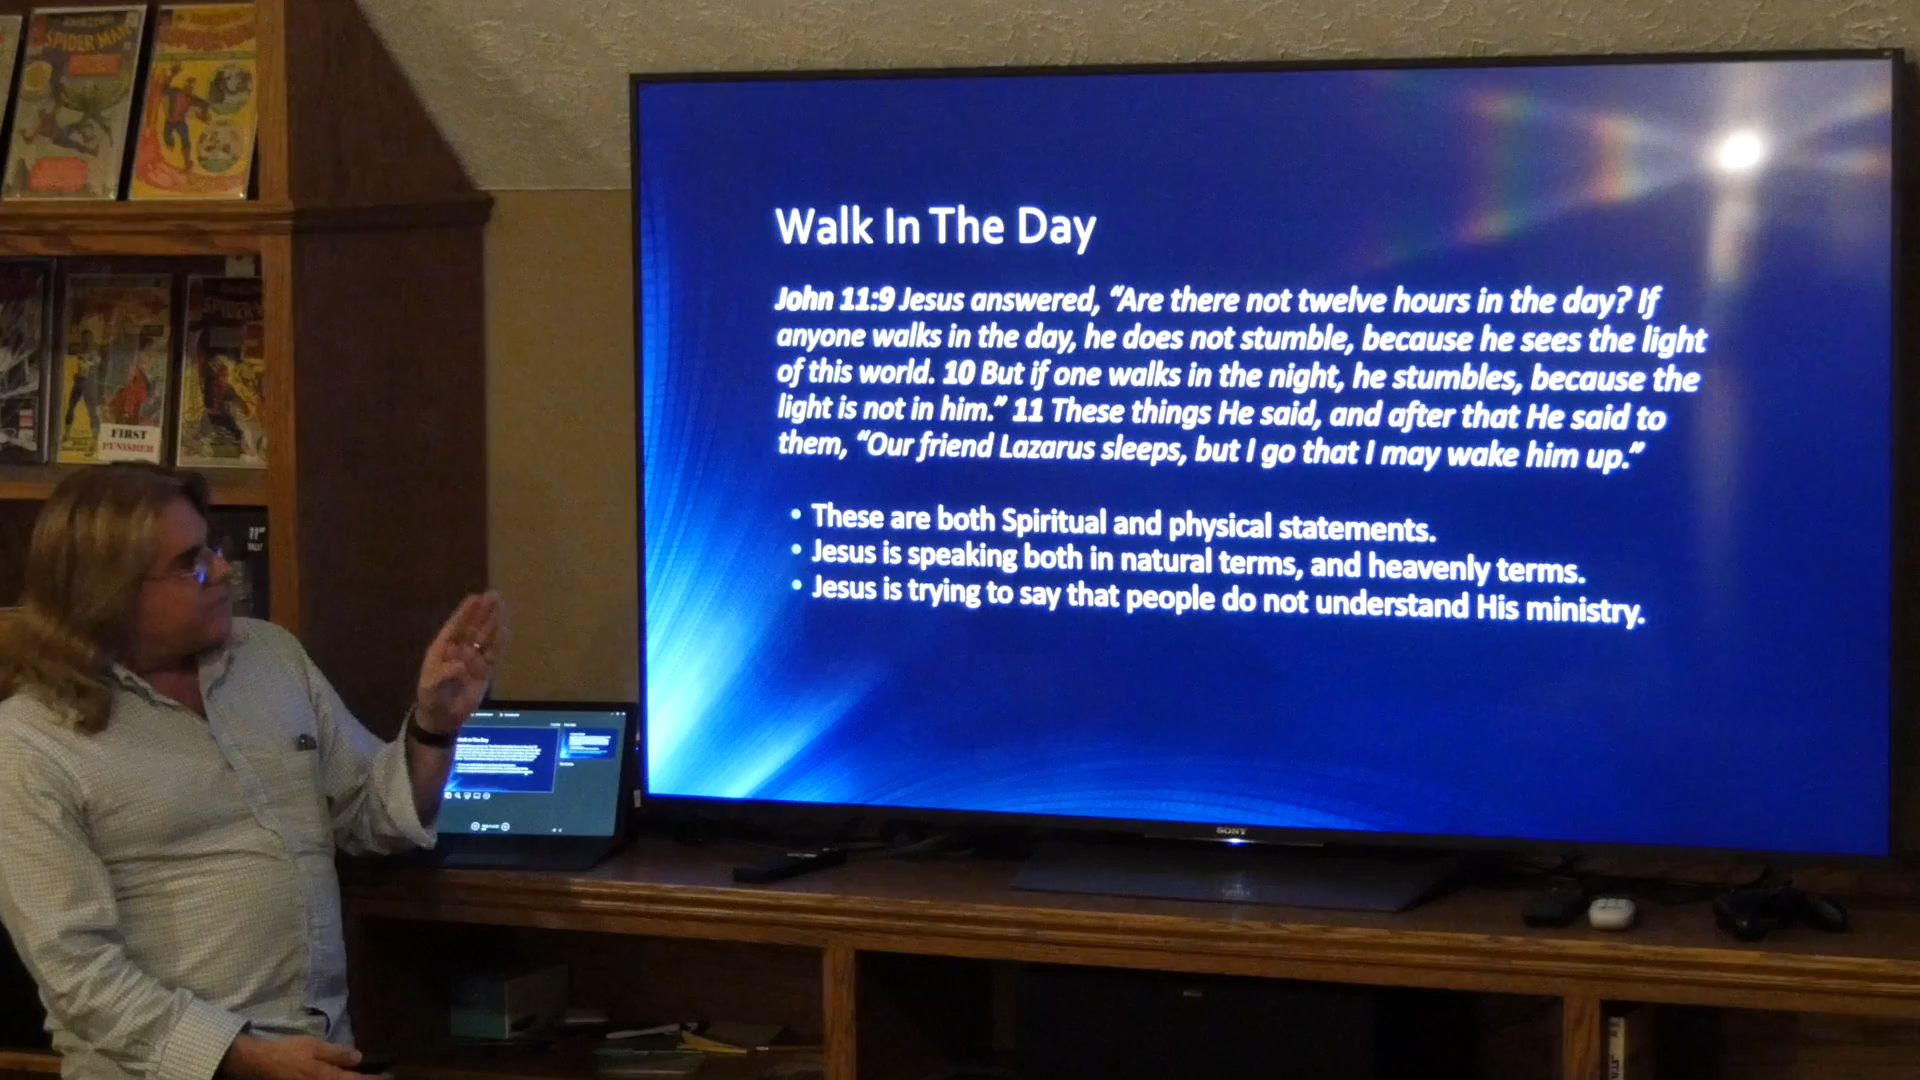 SPIDER-MAN
FIRST
PUNISHER
11"
Walk In The Day
John 11:9 Jesus answered, “Are there not twelve hours in the day? If
anyone walks in the day, he does not stumble, because he sees the light
of this world. 10 But if one walks in the night, he stumbles, because the
light is not in him.” 11 These things He said, and after that He said to
them, “Our friend Lazarus sleeps, but I go that I may wake him up.”
• These are both Spiritual and physical statements.
• Jesus is speaking both in natural terms, and heavenly terms.
• Jesus is trying to say that people do not understand His ministry.
Walk In The Day
SONY